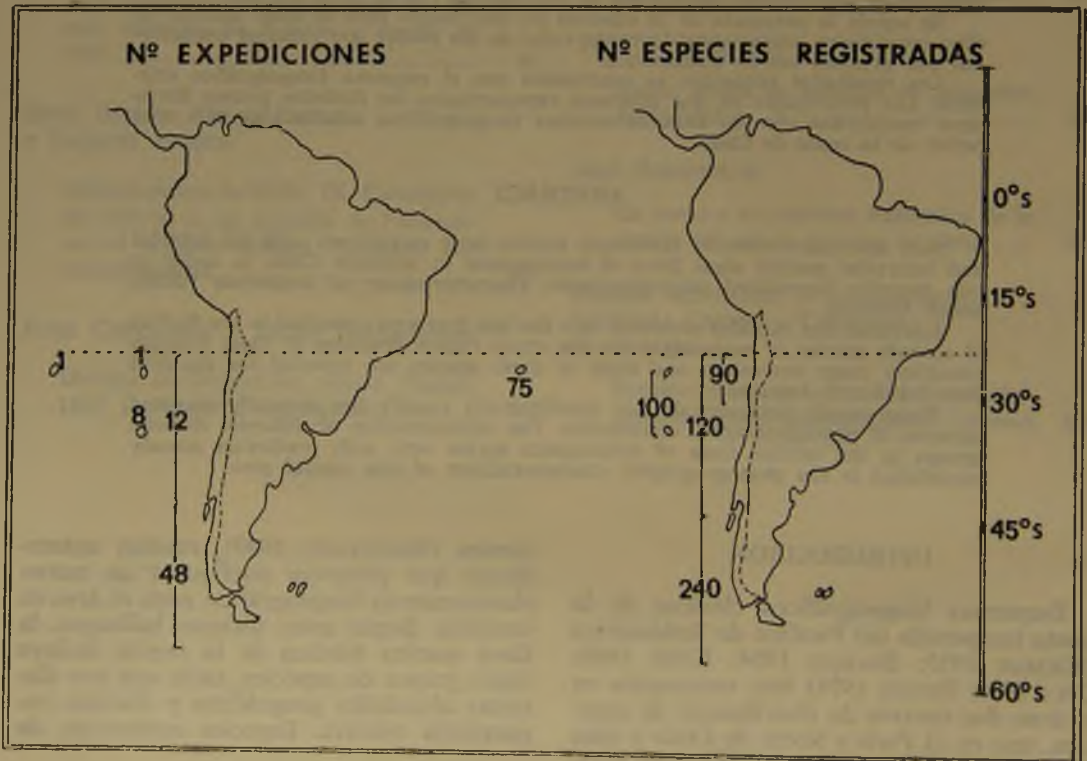 Nº EXPEDICIONES
Nº ESPECIES REGISTRADAS
0°s
15°s
1
1
8
12
48
75
90
100
120
240
30°s
45°s
60°s